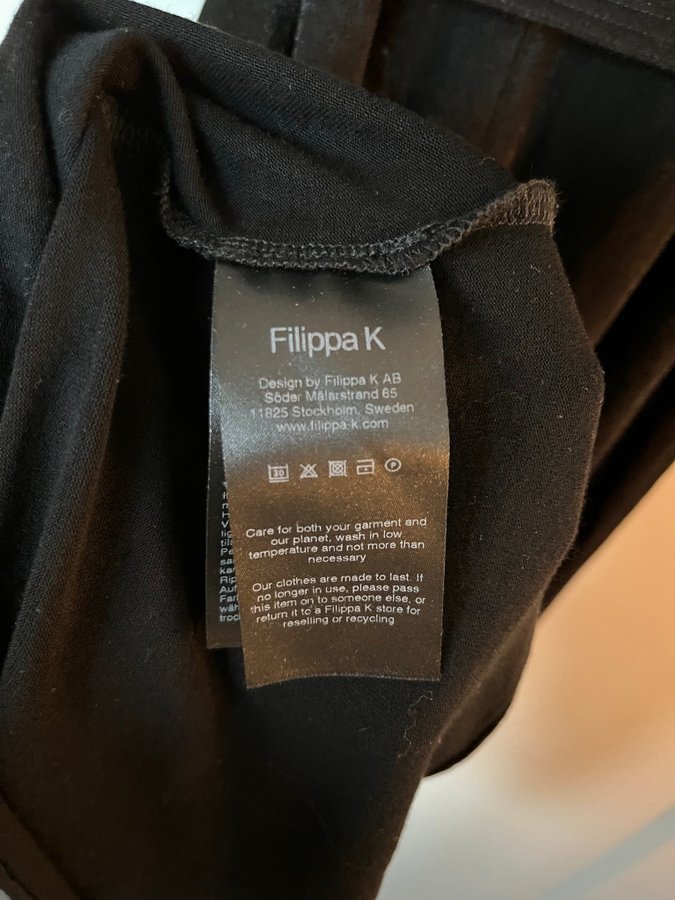 Filippa K
Design by Filippa K AB
Söder Mälarstrand 65
11825 Stockholm, Sweden
www.filippa-k.com
30
P
Care for both your garment and
our planet, wash in low
temperature and not more than
necessary
Our clothes are made to last. If
no longer in use, please pass
this item on to someone else, or
return it to a Filippa K store for
reselling or recycling